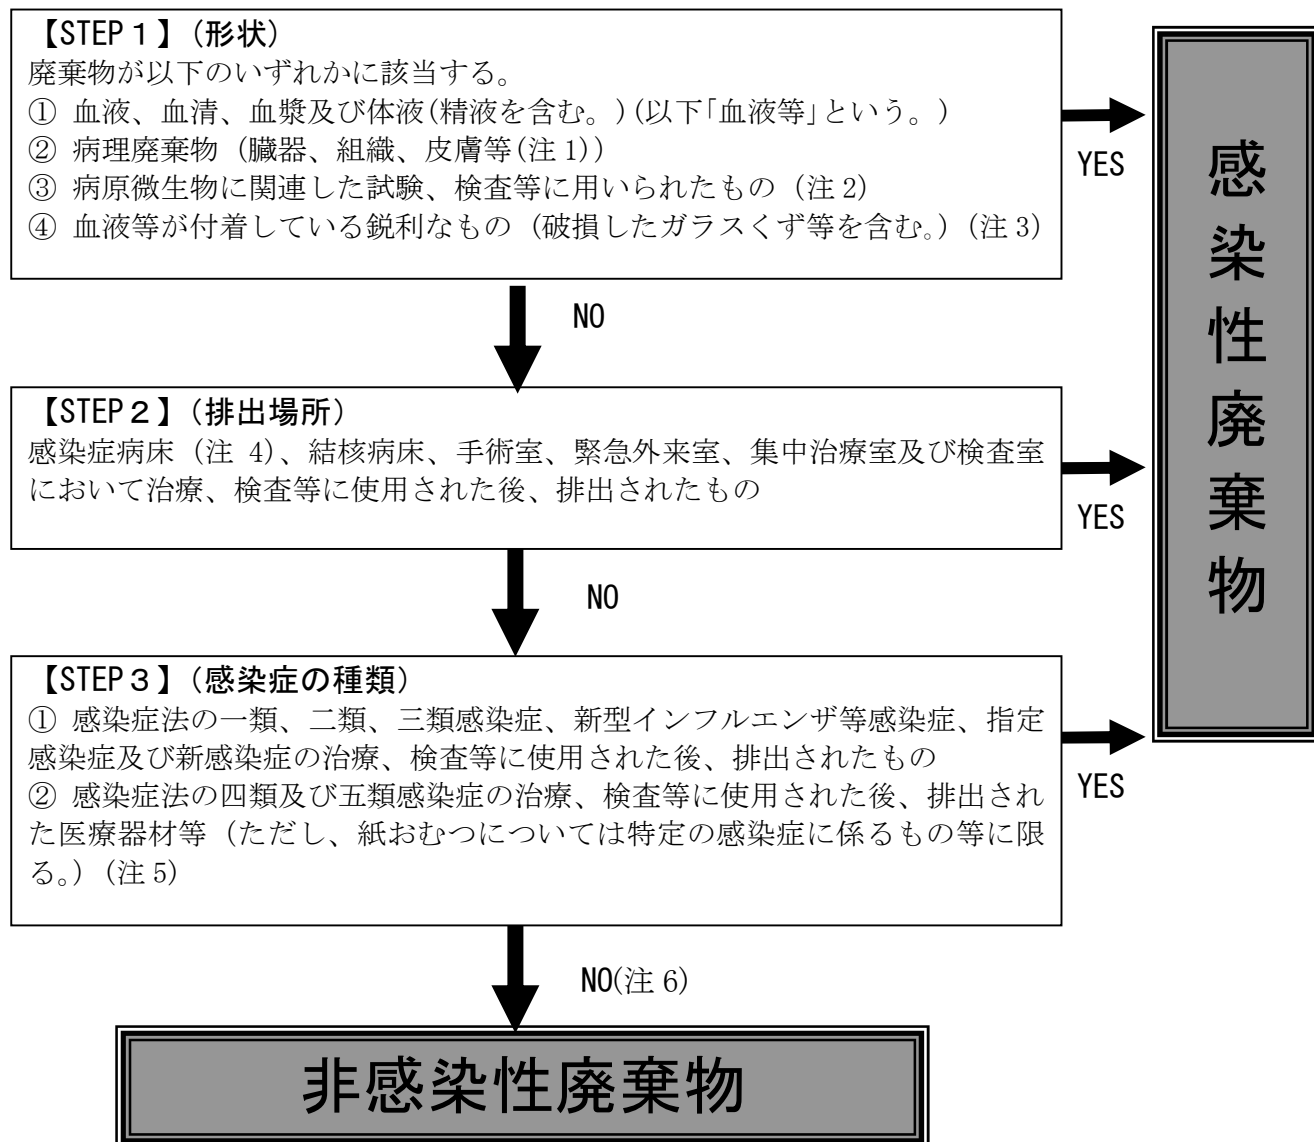 【STEP１】（形状）
廃棄物が以下のいずれかに該当する。
① 血液、血清、血漿及び体液(精液を含む。)(以下「血液等」という。)
② 病理廃棄物（臓器、組織、皮膚等(注 1)）
③ 病原微生物に関連した試験、検査等に用いられたもの（注 2）
④ 血液等が付着している鋭利なもの（破損したガラスくず等を含む。）（注 3）
YES
NO
【STEP２】（排出場所）
感染症病床（注 4）、結核病床、手術室、緊急外来室、集中治療室及び検査室
において治療、検査等に使用された後、排出されたもの
YES
NO
【STEP３】（感染症の種類）
① 感染症法の一類、二類、三類感染症、新型インフルエンザ等感染症、指定
感染症及び新感染症の治療、検査等に使用された後、排出されたもの
② 感染症法の四類及び五類感染症の治療、検査等に使用された後、排出され
た医療器材等（ただし、紙おむつについては特定の感染症に係るもの等に限
る。）（注 5）
YES
NO(注 6)
感染性廃棄物
非感染性廃棄物